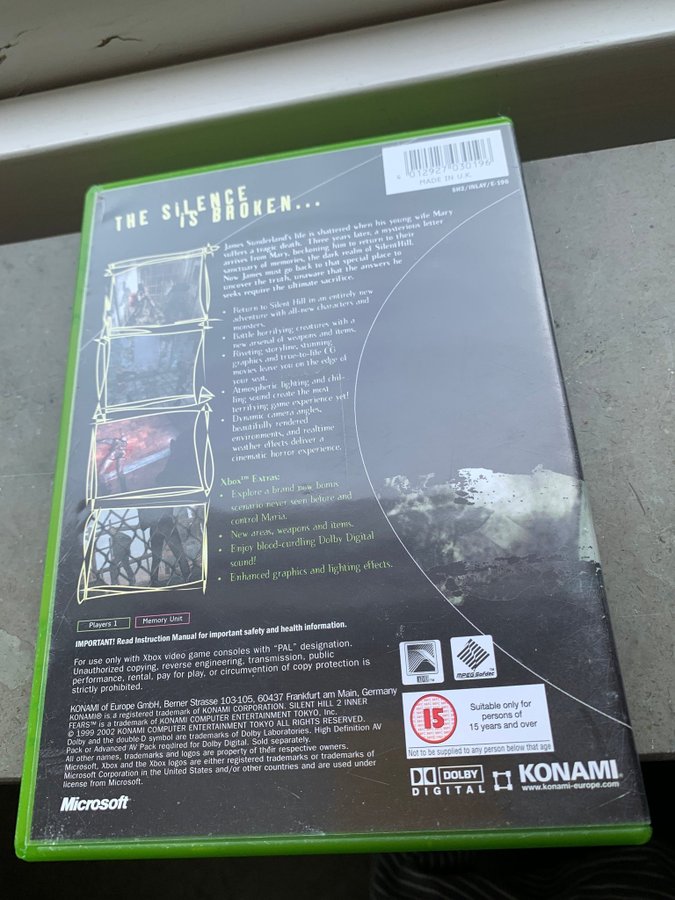 6 012927 030196
MADE IN U.K.
SH2/INLAY/E-196
THE SiLENCE
IS BROKEN...
James Sunderland's life is shattered when his young wife Mary
suffers a tragic death. Three years later, a mysterious letter
arrives from Mary, beckoning him to return to their
sanctuary of memories, the dark realm of Silent Hill.
Now James must go back to that special place to
uncover the truth, unaware that the answers he
seeks require the ultimate sacrifice.
• Return to Silent Hill in an entirely new
adventure with all-new characters and
monsters.
• Battle horrifying creatures with a
new arsenal of weapons and items.
• Riveting storyline, stunning
graphics and true-to-life CG
movies leave you on the edge of
your seat.
• Atmospheric lighting and chil-
ling sound create the most
terrifying game experience yet!
• Dynamic camera angles,
beautifully rendered
environments, and realtime
weather effects deliver a
cinematic horror experience.
Xbox™ Extras:
• Explore a brand new bonus
scenario never seen before and
control Maria.
• New areas, weapons and items.
• Enjoy blood-curdling Dolby Digital
sound!
• Enhanced graphics and lighting effects.
Players 1
Memory Unit
IMPORTANT! Read Instruction Manual for important safety and health information.
For use only with Xbox video game consoles with "PAL" designation.
Unauthorized copying, reverse engineering, transmission, public
performance, rental, pay for play, or circumvention of copy protection is
strictly prohibited.
KONAMI of Europe GmbH, Berner Strasse 103-105, 60437 Frankfurt am Main, Germany
KONAMI® is a registered trademark of KONAMI CORPORATION. SILENT HILL 2 INNER
FEARS™ is a trademark of KONAMI COMPUTER ENTERTAINMENT TOKYO, INC.
© 1999 2002 KONAMI COMPUTER ENTERTAINMENT TOKYO ALL RIGHTS RESERVED.
Dolby and the double-D symbol are trademarks of Dolby Laboratories. High Definition AV
Pack or Advanced AV Pack required for Dolby Digital. Sold separately.
All other names, trademarks and logos are property of their respective owners.
Microsoft, Xbox and the Xbox logos are either registered trademarks or trademarks of
Microsoft Corporation in the United States and/or other countries and are used under
license from Microsoft.
Microsoft
MPEG Sofdec
15
Suitable only for
persons of
15 years and over
Not to be supplied to any person below that age
DOLBY
DIGITAL
KONAMI
www.konami-europe.com